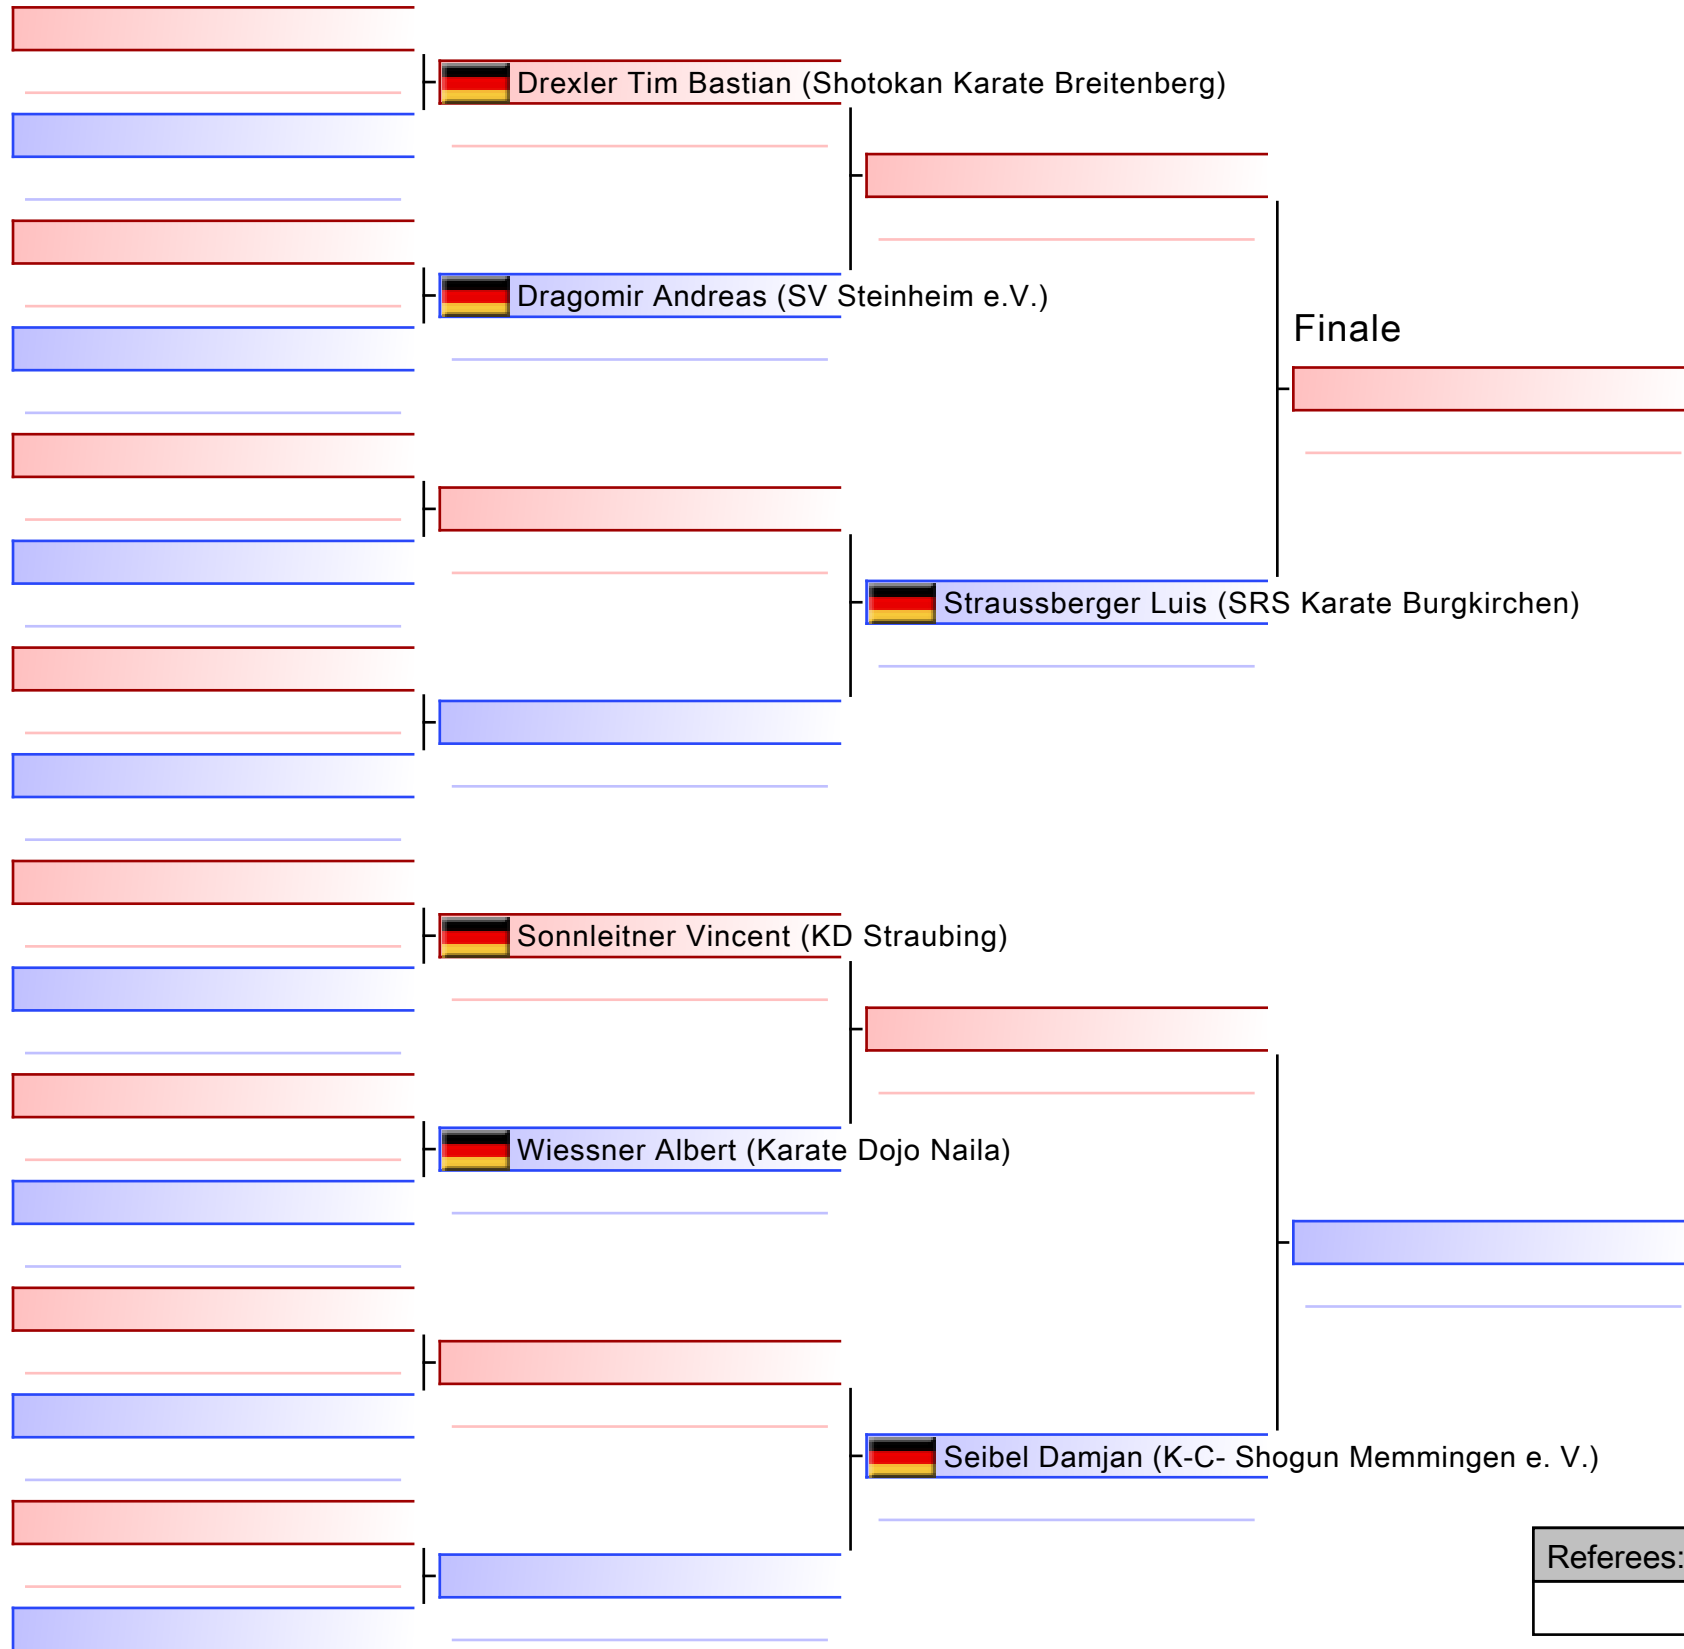 Drexler Tim Bastian (Shotokan Karate Breitenberg)
Dragomir Andreas (SV Steinheim e.V.)
Finale
Straussberger Luis (SRS Karate Burgkirchen)
Sonnleitner Vincent (KD Straubing)
Wiessner Albert (Karate Dojo Naila)
Seibel Damjan (K-C- Shogun Memmingen e. V.)
Referees: